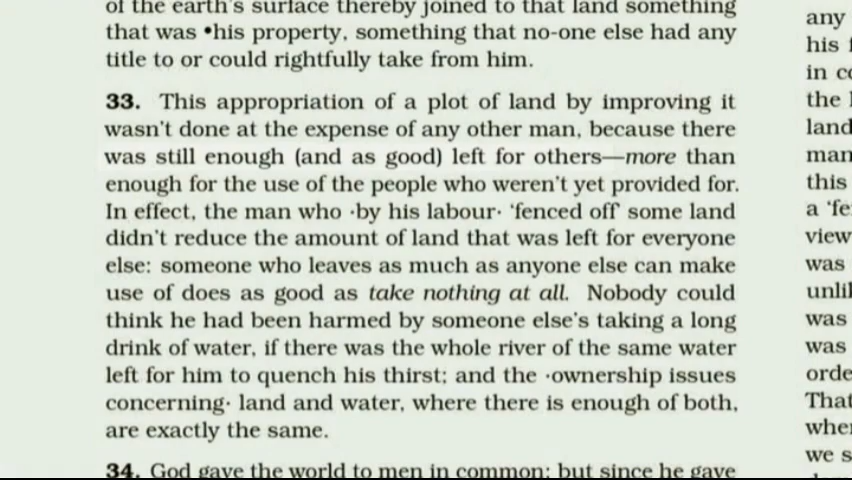 of the earth's surface thereby joined to that land something
that was •his property, something that no-one else had any
title to or could rightfully take from him.
33. This appropriation of a plot of land by improving it
wasn't done at the expense of any other man, because there
was still enough (and as good) left for others—more than
enough for the use of the people who weren't yet provided for.
In effect, the man who ·by his labour· 'fenced off' some land
didn't reduce the amount of land that was left for everyone
else: someone who leaves as much as anyone else can make
use of does as good as take nothing at all. Nobody could
think he had been harmed by someone else's taking a long
drink of water, if there was the whole river of the same water
left for him to quench his thirst; and the ·ownership issues
concerning· land and water, where there is enough of both,
are exactly the same.
34. God gave the world to men in common; but since he gave
any
his
in
the
land
man
this
a
view
was
was
was
That
we